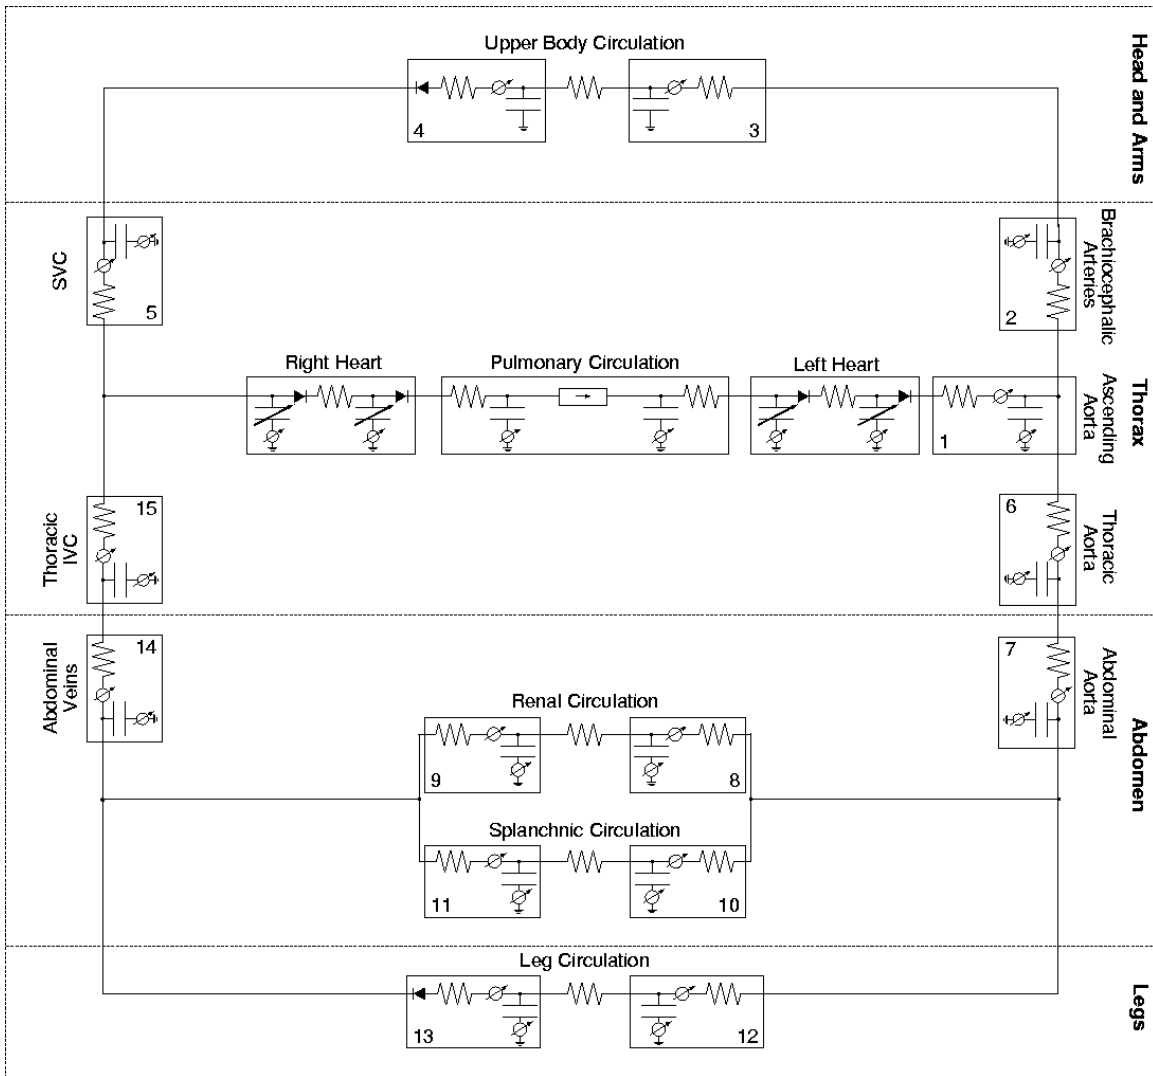 Upper Body Circulation
4
3
Head and Arms
SVC
5
Brachiocephalic
Arteries
2
Right Heart
Pulmonary Circulation
Left Heart
Ascending
Aorta
1
Thorax
Thoracic
IVC
15
6
Thoracic
Aorta
Abdominal
Veins
14
7
Abdominal
Aorta
Renal Circulation
9
8
Abdomen
Splanchnic Circulation
11
10
Leg Circulation
13
12
Legs